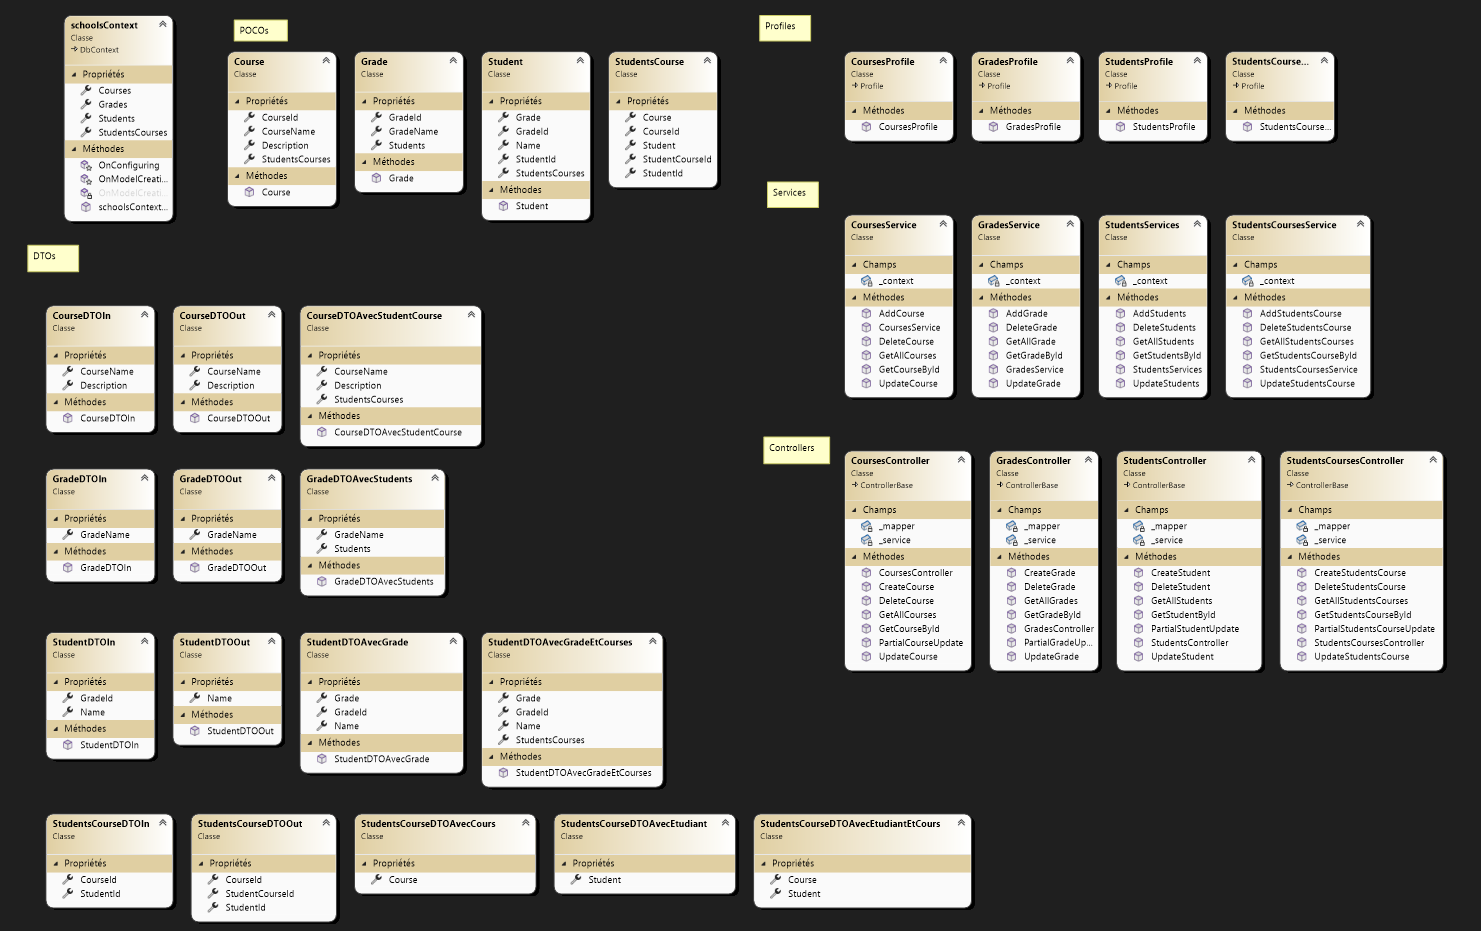 schoolsContext
Classe
DbContext
Propriétés
Courses
Grades
Students
StudentsCourses
Méthodes
OnConfiguring
OnModelCreati...
OnModelCreati...
schoolsContext...
POCOs
Course
Classe
Propriétés
CourseId
CourseName
Description
StudentsCourses
Méthodes
Course
Grade
Classe
Propriétés
GradeId
GradeName
Students
Méthodes
Grade
Student
Classe
Propriétés
Grade
GradeId
Name
StudentId
StudentsCourses
Méthodes
Student
StudentsCourse
Classe
Propriétés
Course
CourseId
Student
StudentCourseId
StudentId
Profiles
CoursesProfile
Classe
Profile
Méthodes
CoursesProfile
GradesProfile
Classe
Profile
Méthodes
GradesProfile
StudentsProfile
Classe
Profile
Méthodes
StudentsProfile
StudentsCourse...
Classe
Profile
Méthodes
StudentsCourse...
Services
CoursesService
Classe
Champs
_context
Méthodes
AddCourse
CoursesService
DeleteCourse
GetAllCourses
GetCourseById
UpdateCourse
GradesService
Classe
Champs
_context
Méthodes
AddGrade
DeleteGrade
GetAllGrade
GetGradeById
GradesService
UpdateGrade
StudentsServices
Classe
Champs
_context
Méthodes
AddStudents
DeleteStudents
GetAllStudents
GetStudentsById
StudentsServices
UpdateStudents
StudentsCoursesService
Classe
Champs
_context
Méthodes
AddStudentsCourse
DeleteStudentsCourse
GetAllStudentsCourses
GetStudentsCourseById
StudentsCoursesService
UpdateStudentsCourse
DTOs
CourseDTOIn
Classe
Propriétés
CourseName
Description
Méthodes
CourseDTOIn
CourseDTOOut
Classe
Propriétés
CourseName
Description
Méthodes
CourseDTOOut
CourseDTOAvecStudentCourse
Classe
Propriétés
CourseName
Description
StudentsCourses
Méthodes
CourseDTOAvecStudentCourse
GradeDTOIn
Classe
Propriétés
GradeName
Méthodes
GradeDTOIn
GradeDTOOut
Classe
Propriétés
GradeName
Méthodes
GradeDTOOut
GradeDTOAvecStudents
Classe
Propriétés
GradeName
Students
Méthodes
GradeDTOAvecStudents
Controllers
CoursesController
Classe
ControllerBase
Champs
_mapper
_service
Méthodes
CoursesController
CreateCourse
DeleteCourse
GetAllCourses
GetCourseById
PartialCourseUpdate
UpdateCourse
GradesController
Classe
ControllerBase
Champs
_mapper
_service
Méthodes
CreateGrade
DeleteGrade
GetAllGrades
GetGradeById
GradesController
PartialGradeUp...
UpdateGrade
StudentsController
Classe
ControllerBase
Champs
_mapper
_service
Méthodes
CreateStudent
DeleteStudent
GetAllStudents
GetStudentById
PartialStudentUpdate
StudentsController
UpdateStudent
StudentsCoursesController
Classe
ControllerBase
Champs
_mapper
_service
Méthodes
CreateStudentsCourse
DeleteStudentsCourse
GetAllStudentsCourses
GetStudentsCourseById
PartialStudentsCourseUpdate
StudentsCoursesController
UpdateStudentsCourse
StudentDTOIn
Classe
Propriétés
GradeId
Name
Méthodes
StudentDTOIn
StudentDTOOut
Classe
Propriétés
Name
Méthodes
StudentDTOOut
StudentDTOAvecGrade
Classe
Propriétés
Grade
GradeId
Name
Méthodes
StudentDTOAvecGrade
StudentDTOAvecGradeEtCourses
Classe
Propriétés
Grade
GradeId
Name
StudentsCourses
Méthodes
StudentDTOAvecGradeEtCourses
StudentsCourseDTOIn
Classe
Propriétés
CourseId
StudentId
StudentsCourseDTOOut
Classe
Propriétés
CourseId
StudentCourseId
StudentId
StudentsCourseDTOAvecCours
Classe
Propriétés
Course
StudentsCourseDTOAvecEtudiant
Classe
Propriétés
Student
StudentsCourseDTOAvecEtudiantEtCours
Classe
Propriétés
Course
Student